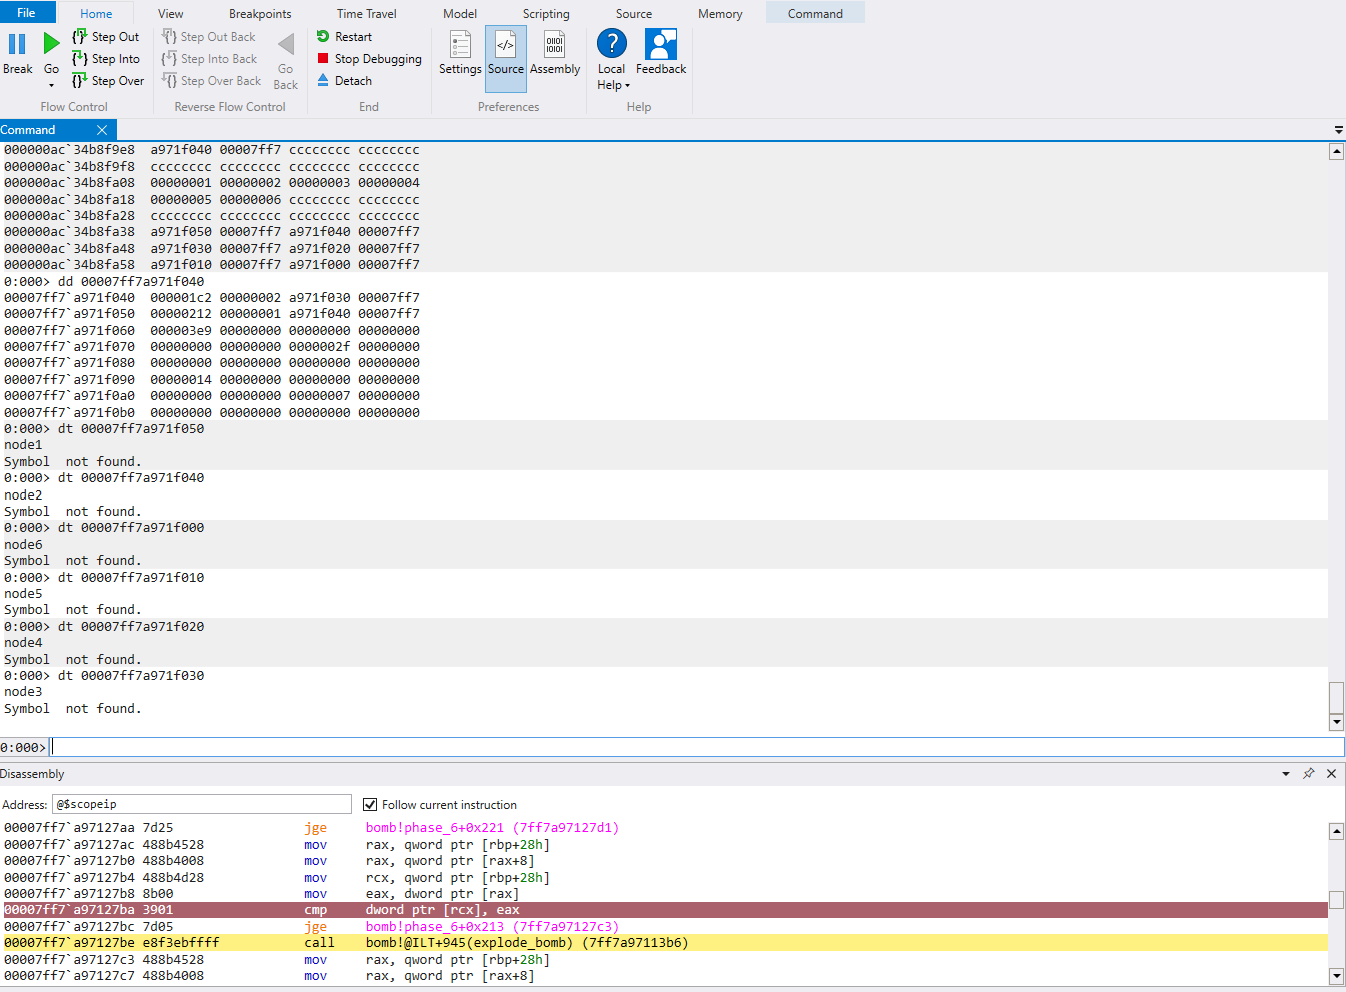 File Home View Breakpoints Time Travel Model Scripting Source Memory Command
Break
Go
Step Out
Step Into
Step Over
Flow Control
Step Out Back
Step Into Back
Step Over Back
Go
Back
Reverse Flow Control
Restart
Stop Debugging
Detach
End
Settings
Source
Assembly
Preferences
Local
Help
Feedback
Help
Command
000000ac`34b8f9e8  a971f040 00007ff7 cccccccc cccccccc
000000ac`34b8f9f8  cccccccc cccccccc cccccccc cccccccc
000000ac`34b8fa08  00000001 00000002 00000003 00000004
000000ac`34b8fa18  00000005 00000006 cccccccc cccccccc
000000ac`34b8fa28  cccccccc cccccccc cccccccc cccccccc
000000ac`34b8fa38  a971f050 00007ff7 a971f040 00007ff7
000000ac`34b8fa48  a971f030 00007ff7 a971f020 00007ff7
000000ac`34b8fa58  a971f010 00007ff7 a971f000 00007ff7
0:000> dd 00007ff7a971f040
00007ff7`a971f040  000001c2 00000002 a971f030 00007ff7
00007ff7`a971f050  00000212 00000001 a971f040 00007ff7
00007ff7`a971f060  000003e9 00000000 00000000 00000000
00007ff7`a971f070  00000000 00000000 0000002f 00000000
00007ff7`a971f080  00000000 00000000 00000000 00000000
00007ff7`a971f090  00000014 00000000 00000000 00000000
00007ff7`a971f0a0  00000000 00000000 00000007 00000000
00007ff7`a971f0b0  00000000 00000000 00000000 00000000
0:000> dt 00007ff7a971f050
node1
Symbol  not found.
0:000> dt 00007ff7a971f040
node2
Symbol  not found.
0:000> dt 00007ff7a971f000
node6
Symbol  not found.
0:000> dt 00007ff7a971f010
node5
Symbol  not found.
0:000> dt 00007ff7a971f020
node4
Symbol  not found.
0:000> dt 00007ff7a971f030
node3
Symbol  not found.
0:000>
Disassembly
Address: @$scopeip Follow current instruction
00007ff7`a97127aa 7d25 jge bomb!phase_6+0x221 (7ff7a97127d1)
00007ff7`a97127ac 488b4528 mov rax, qword ptr [rbp+28h]
00007ff7`a97127b0 488b4008 mov rax, qword ptr [rax+8]
00007ff7`a97127b4 488b4d28 mov rcx, qword ptr [rbp+28h]
00007ff7`a97127b8 8b00 mov eax, dword ptr [rax]
00007ff7`a97127ba 3901 cmp dword ptr [rcx], eax
00007ff7`a97127bc 7d05 jge bomb!phase_6+0x213 (7ff7a97127c3)
00007ff7`a97127be e8f3ebffff call bomb!@ILT+945(explode_bomb) (7ff7a97113b6)
00007ff7`a97127c3 488b4528 mov rax, qword ptr [rbp+28h]
00007ff7`a97127c7 488b4008 mov rax, qword ptr [rax+8]